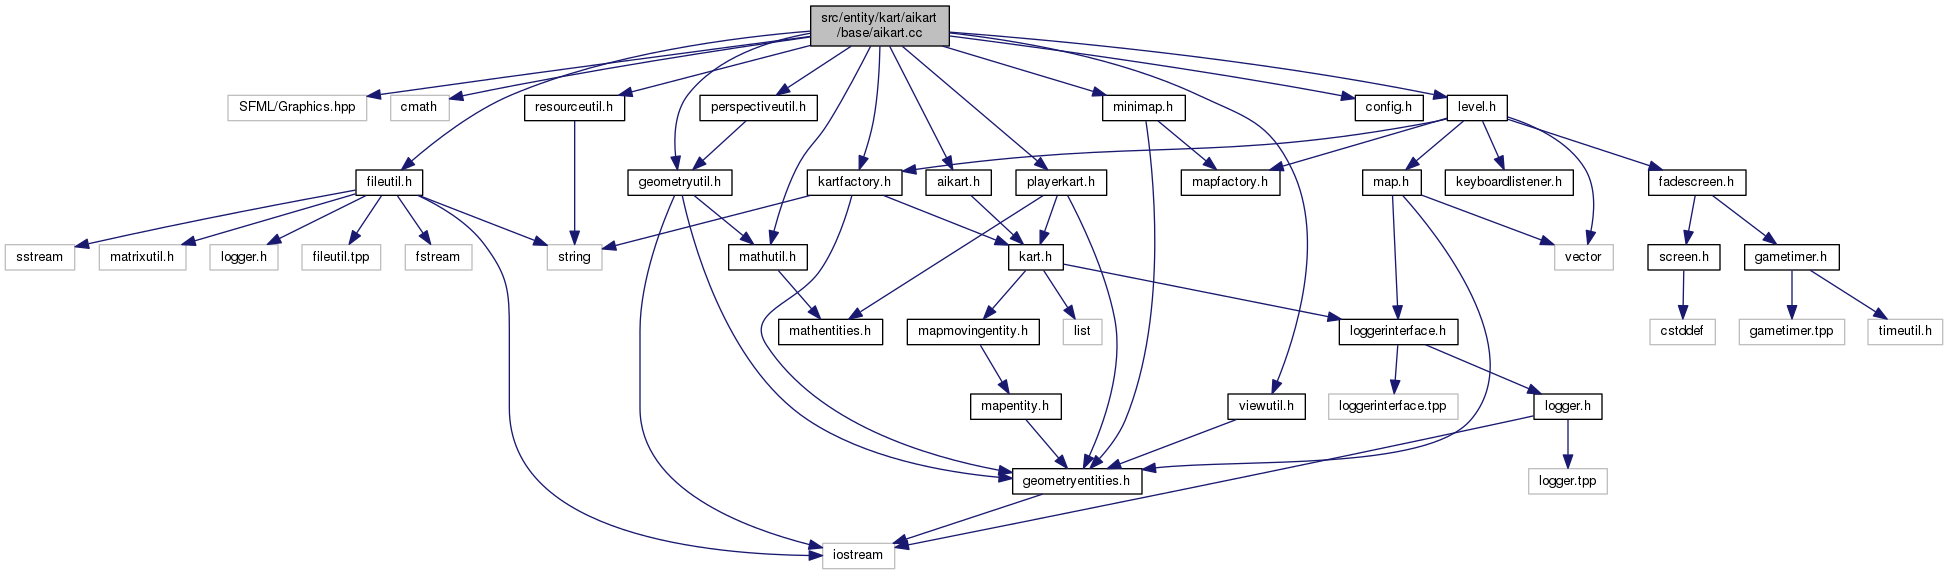 src/entity/kart/aikart
/base/aikart.cc
SFML/Graphics.hpp
cmath
resourceutil.h
perspectiveutil.h
minimap.h
config.h
level.h
fileutil.h
geometryutil.h
kartfactory.h
aikart.h
playerkart.h
mapfactory.h
map.h
keyboardlistener.h
fadescreen.h
sstream
matrixutil.h
logger.h
fileutil.tpp
fstream
string
mathutil.h
kart.h
vector
screen.h
gametimer.h
mathentities.h
mapmovingentity.h
list
loggerinterface.h
cstddef
gametimer.tpp
timeutil.h
mapentity.h
viewutil.h
loggerinterface.tpp
logger.h
geometryentities.h
logger.tpp
iostream